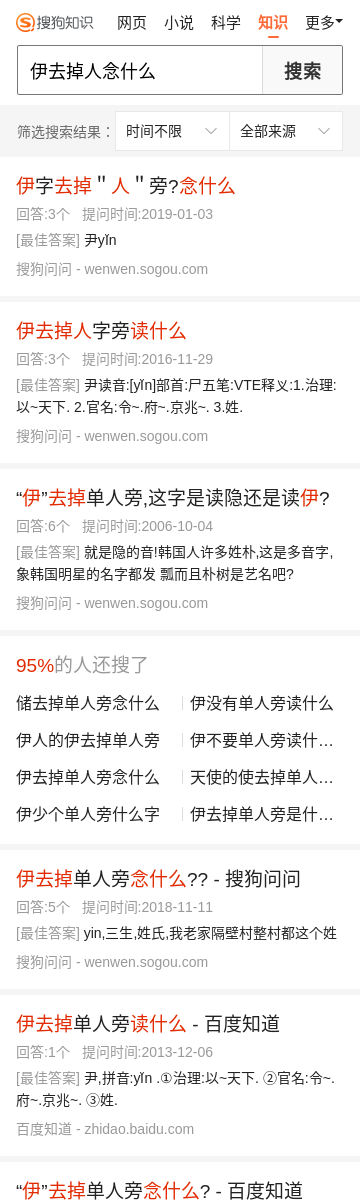 搜狗知识 网页 小说 科学 知识 更多
伊去掉人念什么 搜索
筛选搜索结果： 时间不限 全部来源
伊字去掉＂人＂旁?念什么
回答:3个 提问时间:2019-01-03
[最佳答案] 尹yǐn
搜狗问问 - wenwen.sogou.com
伊去掉人字旁读什么
回答:3个 提问时间:2016-11-29
[最佳答案] 尹读音:[yǐn]部首:尸五笔:VTE释义:1.治理:
以~天下. 2.官名:令~.府~.京兆~. 3.姓.
搜狗问问 - wenwen.sogou.com
“伊”去掉单人旁,这字是读隐还是读伊?
回答:6个 提问时间:2006-10-04
[最佳答案] 就是隐的音!韩国人许多姓朴,这是多音字,
象韩国明星的名字都发 瓢而且朴树是艺名吧?
搜狗问问 - wenwen.sogou.com
95%的人还搜了
储去掉单人旁念什么 伊没有单人旁读什么
伊人的伊去掉单人旁 伊不要单人旁读什…
伊去掉单人旁念什么 天使的使去掉单人…
伊少个单人旁什么字 伊去掉单人旁是什…
伊去掉单人旁念什么?? - 搜狗问问
回答:5个 提问时间:2018-11-11
[最佳答案] yin,三生,姓氏,我老家隔壁村整村都这个姓
搜狗问问 - wenwen.sogou.com
伊去掉单人旁读什么 - 百度知道
回答:1个 提问时间:2013-12-06
[最佳答案] 尹,拼音:yǐn .①治理:以~天下. ②官名:令~.
府~.京兆~. ③姓.
百度知道 - zhidao.baidu.com
“伊”去掉单人旁念什么? - 百度知道